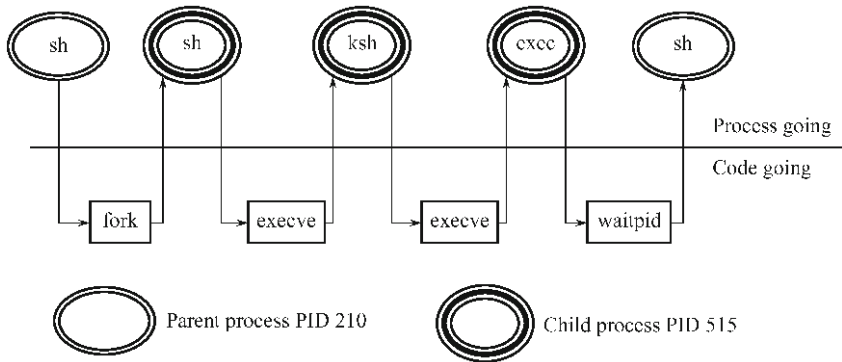 sh
sh
ksh
exec
sh
Process going
Code going
fork
execve
execve
waitpid
Parent process PID 210
Child process PID 515